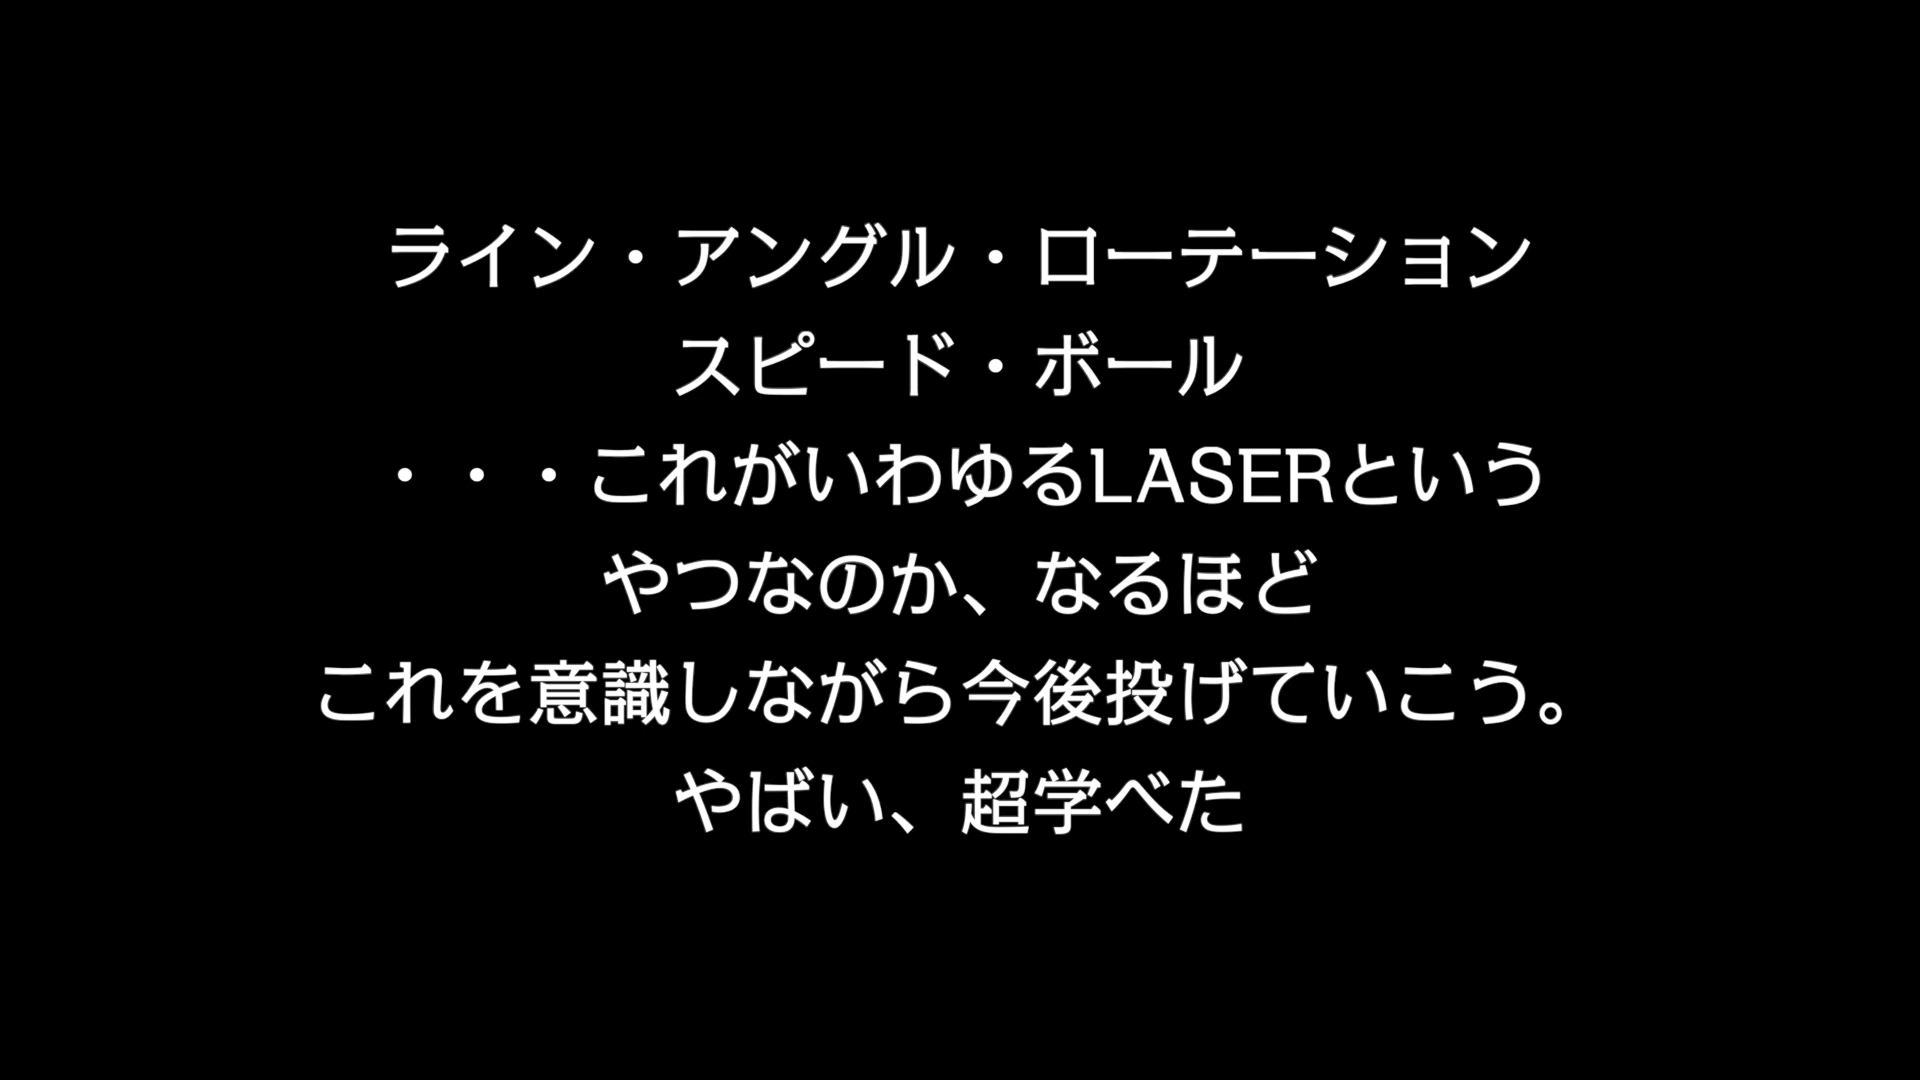 ライン・アングル・ローテーション
スピード・ボール
・・・これがいわゆるLASERという
やつなのか、なるほど
これを意識しながら今後投げていこう。
やばい、超学べた